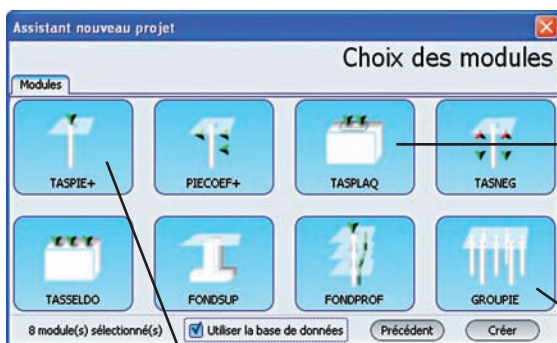 Assistant nouveau projet
Choix des modules
Modules
TASPIE+ PIECOEF+ TASPLAQ TASNEG
TASSELDO FONDSUP FONDPROF GROUPIE
8 module(s) sélectionné(s) Utiliser la base de données Précédent Créer